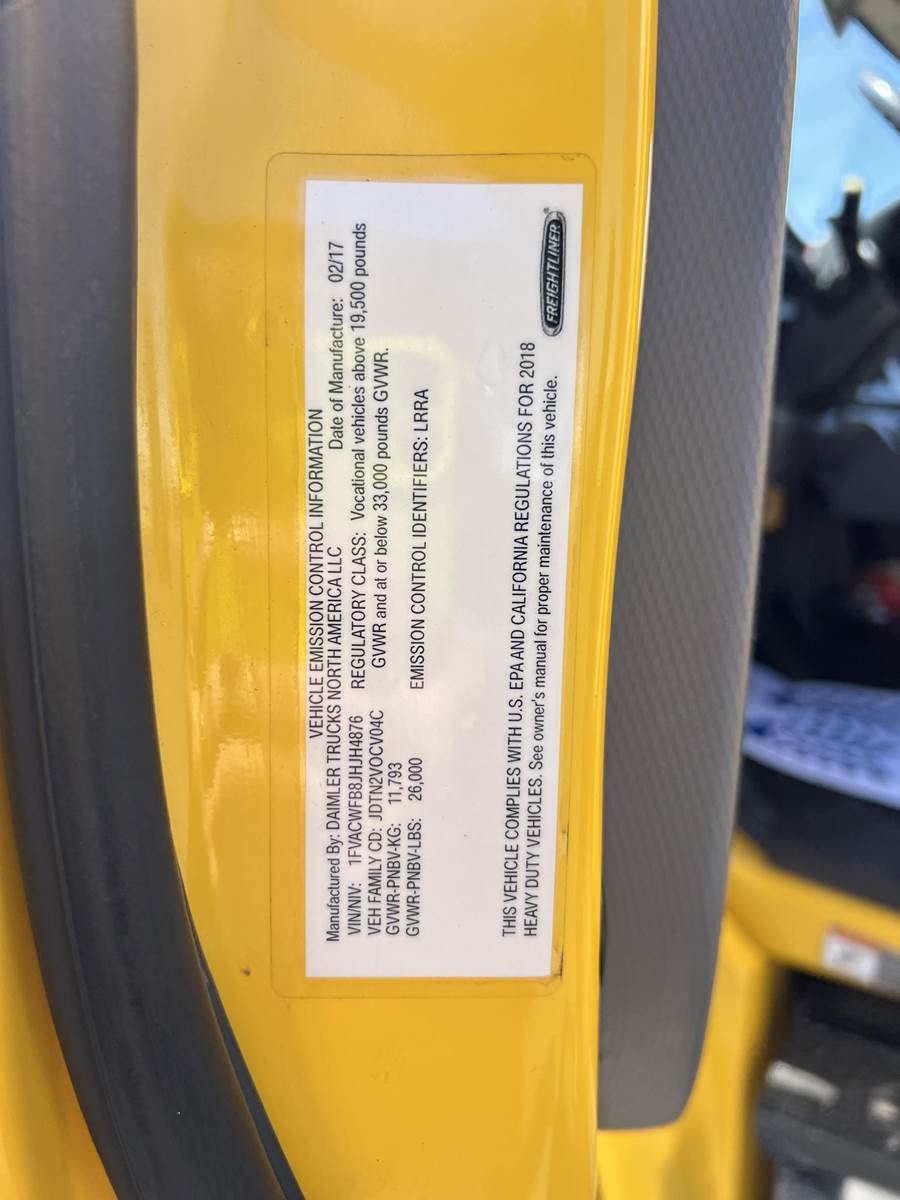 VEHICLE EMISSION CONTROL INFORMATION
Manufactured By: DAIMLER TRUCKS NORTH AMERICA LLC Date of Manufacture: 02/17
VIN/NIV: 1FVACWFB8JHJH4876 REGULATORY CLASS: Vocational vehicles above 19,500 pounds
VEH FAMILY CD: JDTN2VOCV04C GVWR and at or below 33,000 pounds GVWR.
GVWR-PNBV-KG: 11,793
GVWR-PNBV-LBS: 26,000 EMISSION CONTROL IDENTIFIERS: LRRA
THIS VEHICLE COMPLIES WITH U.S. EPA AND CALIFORNIA REGULATIONS FOR 2018
HEAVY DUTY VEHICLES. See owner's manual for proper maintenance of this vehicle.
FREIGHTLINER®